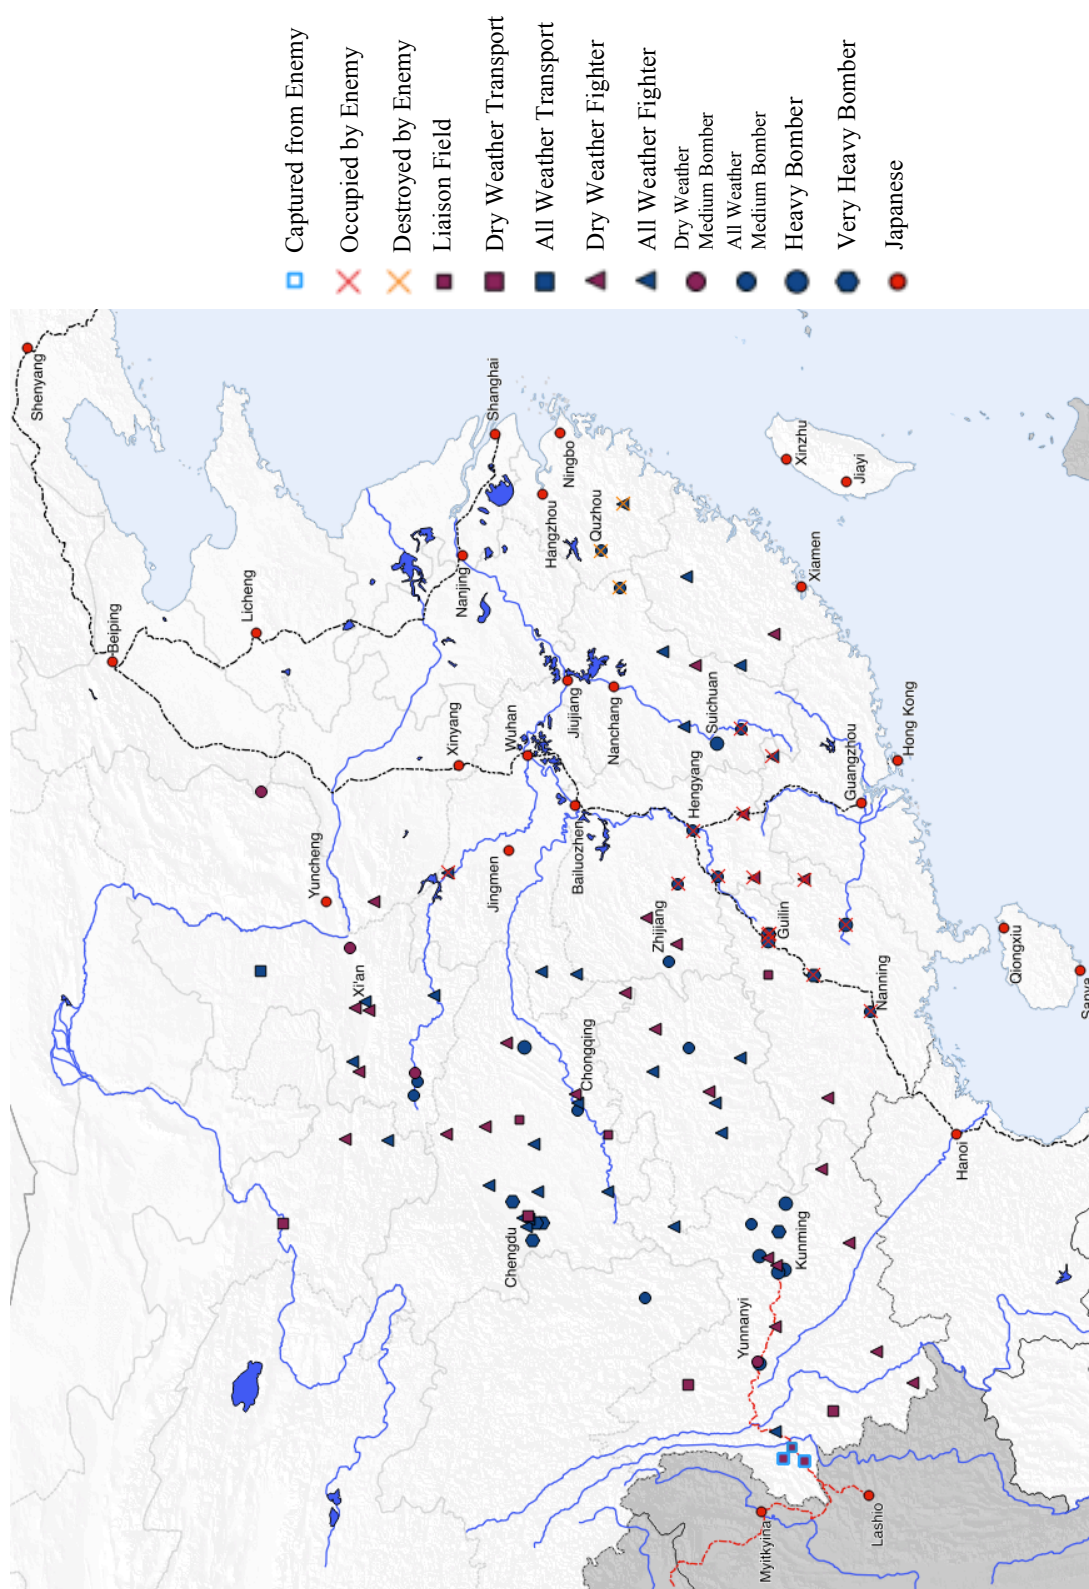 Captured from Enemy
Occupied by Enemy
Destroyed by Enemy
Liaison Field
Dry Weather Transport
All Weather Transport
Dry Weather Fighter
All Weather Fighter
Dry Weather
Medium Bomber
All Weather
Medium Bomber
Heavy Bomber
Very Heavy Bomber
Japanese
Shenyang
Beiping
Licheng
Yuncheng
Xi'an
Xinyang
Nanjing
Shanghai
Wuhan
Jingmen
Hangzhou
Ningbo
Quzhou
Jiujiang
Nanchang
Bailuozhen
Chengdu
Chongqing
Zhijiang
Hengyang
Suichuan
Xinzhu
Jiayi
Xiamen
Guilin
Guangzhou
Hong Kong
Yunnanyi
Kunming
Nanning
Myitkyina
Lashio
Hanoi
Qiongxiu
Sanya